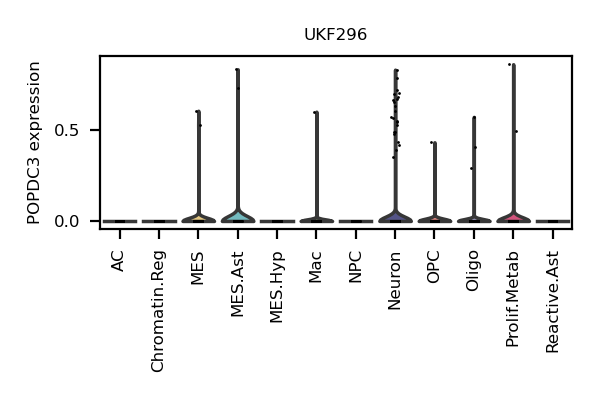 UKF296
POPDC3 expression
0.5
0.0
AC
Chromatin.Reg
MES
MES.Ast
MES.Hyp
Mac
NPC
Neuron
OPC
Oligo
Prolif.Metab
Reactive.Ast